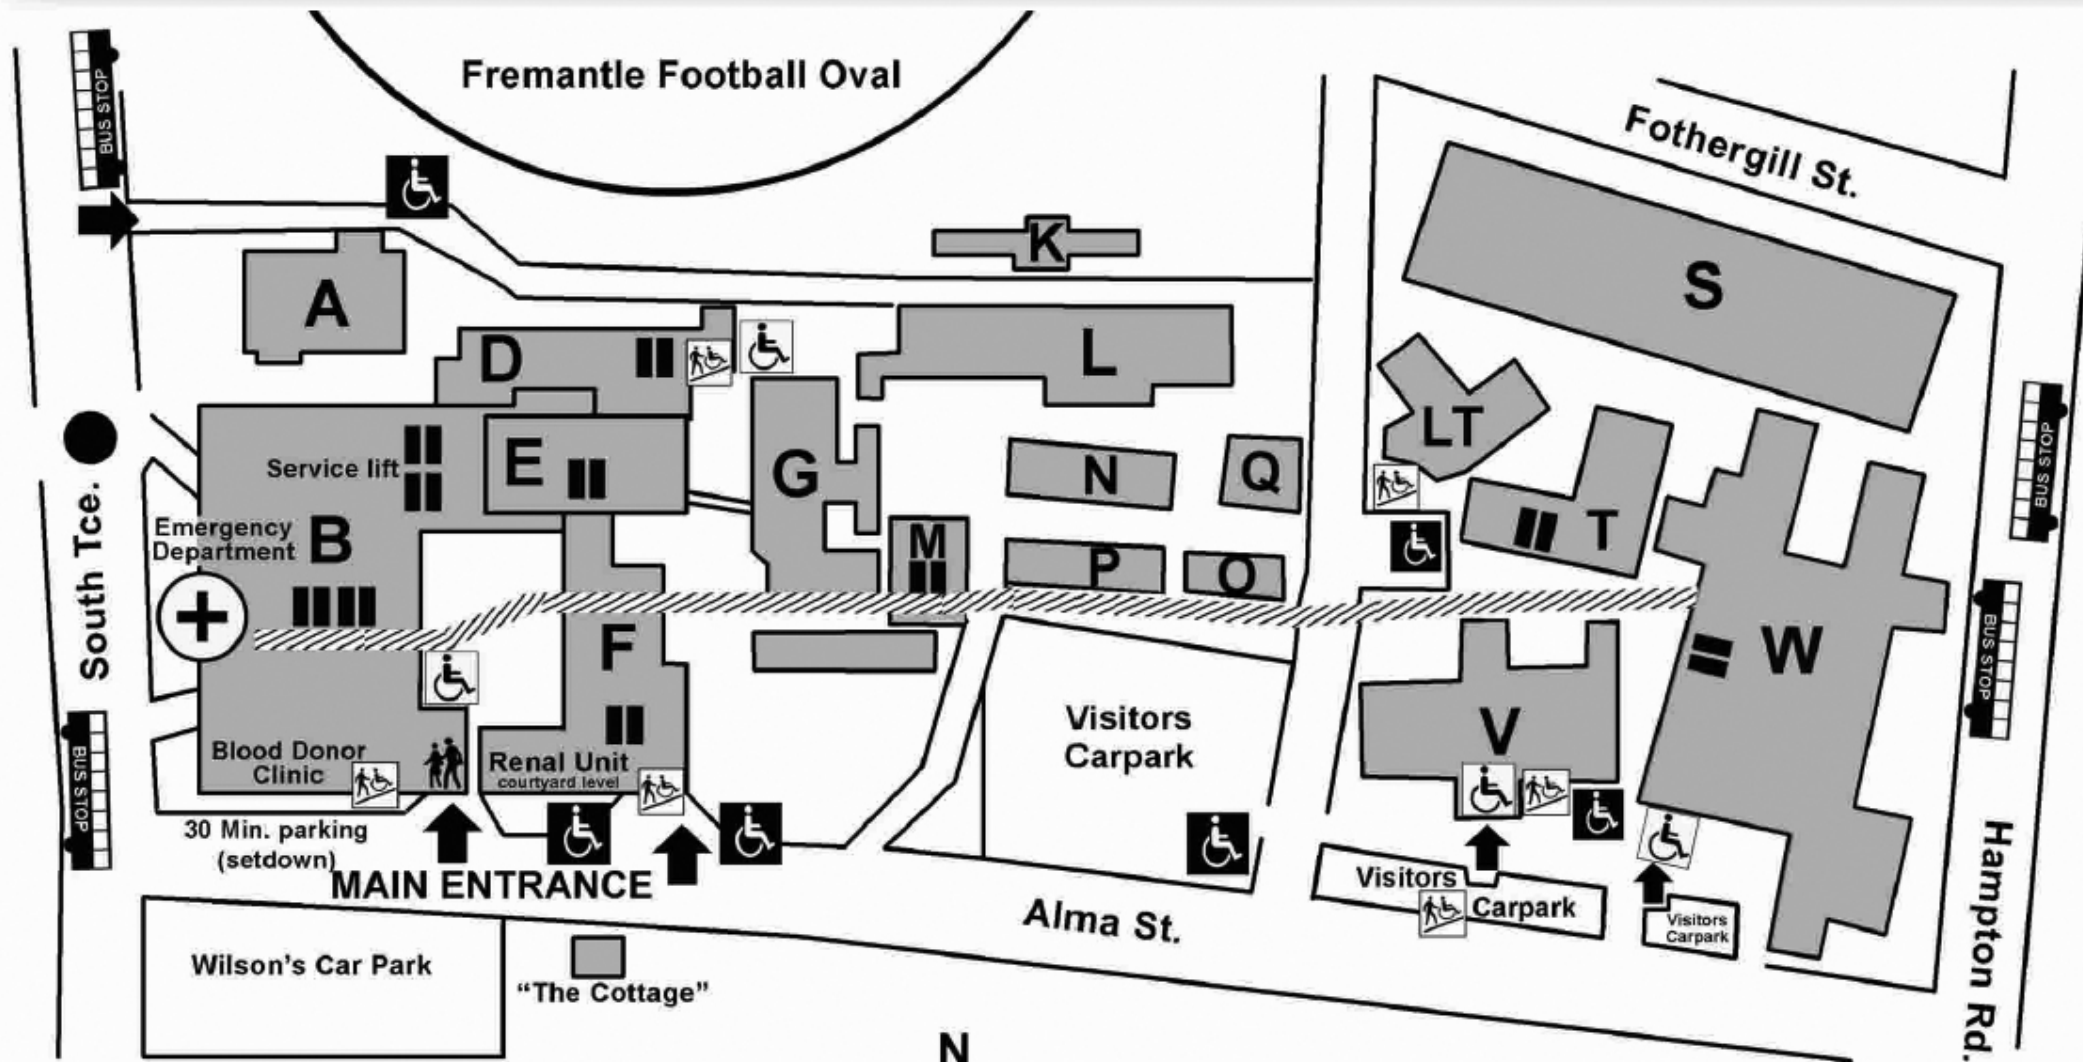 Fremantle Football Oval
BUS STOP
Fothergill St.
K
S
A
D
L
LT
E
Service lift
G
N
Q
BUS STOP
South Tce.
Emergency
Department
B
M
T
P
O
F
W
BUS STOP
Visitors
Carpark
V
BUS STOP
Blood Donor
Clinic
Renal Unit
courtyard level
30 Min. parking
(setdown)
MAIN ENTRANCE
Visitors
Carpark
Visitors
Carpark
Hampton Rd.
Alma St.
Wilson's Car Park
“The Cottage”
N